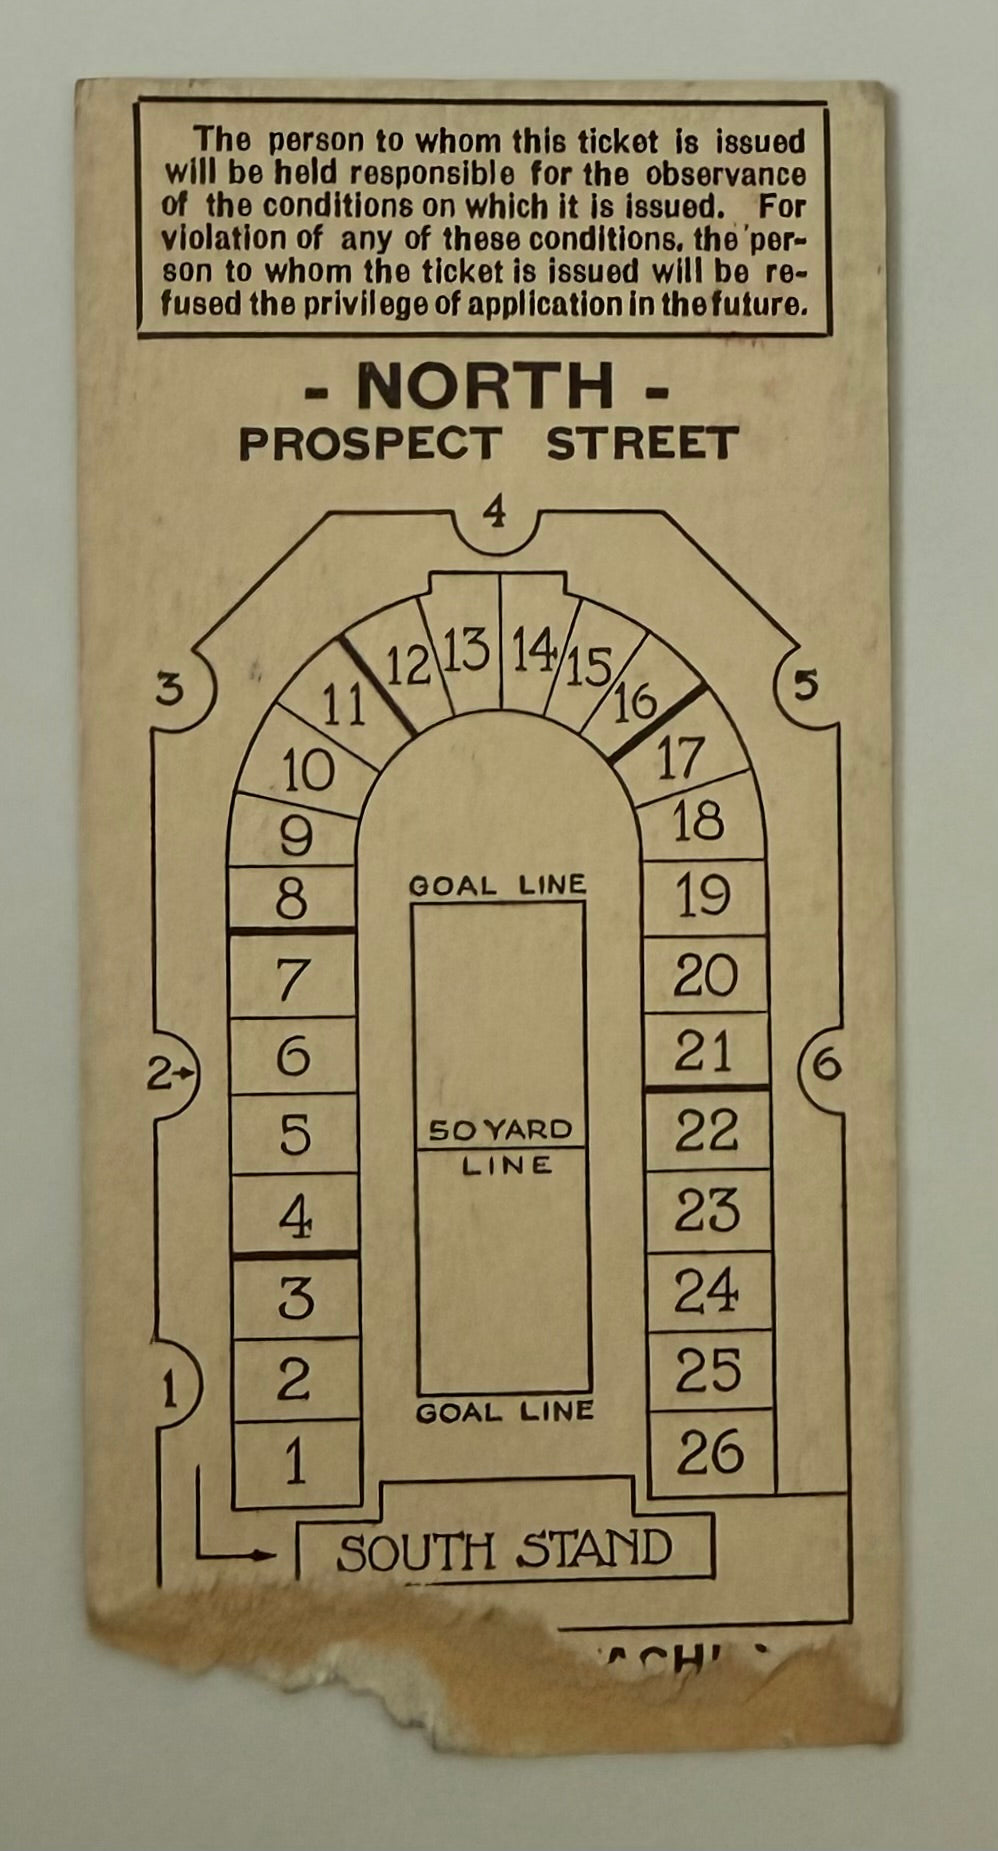 The person to whom this ticket is issued
will be held responsible for the observance
of the conditions on which it is issued. For
violation of any of these conditions, the per-
son to whom the ticket is issued will be re-
fused the privilege of application in the future.
- NORTH -
PROSPECT STREET
4
3
5
12 13 14 15
11
16
10
17
9
18
8
19
GOAL LINE
7
20
6
21
2
6
5
22
50 YARD
LINE
4
23
3
24
2
25
1
GOAL LINE
1
26
SOUTH STAND